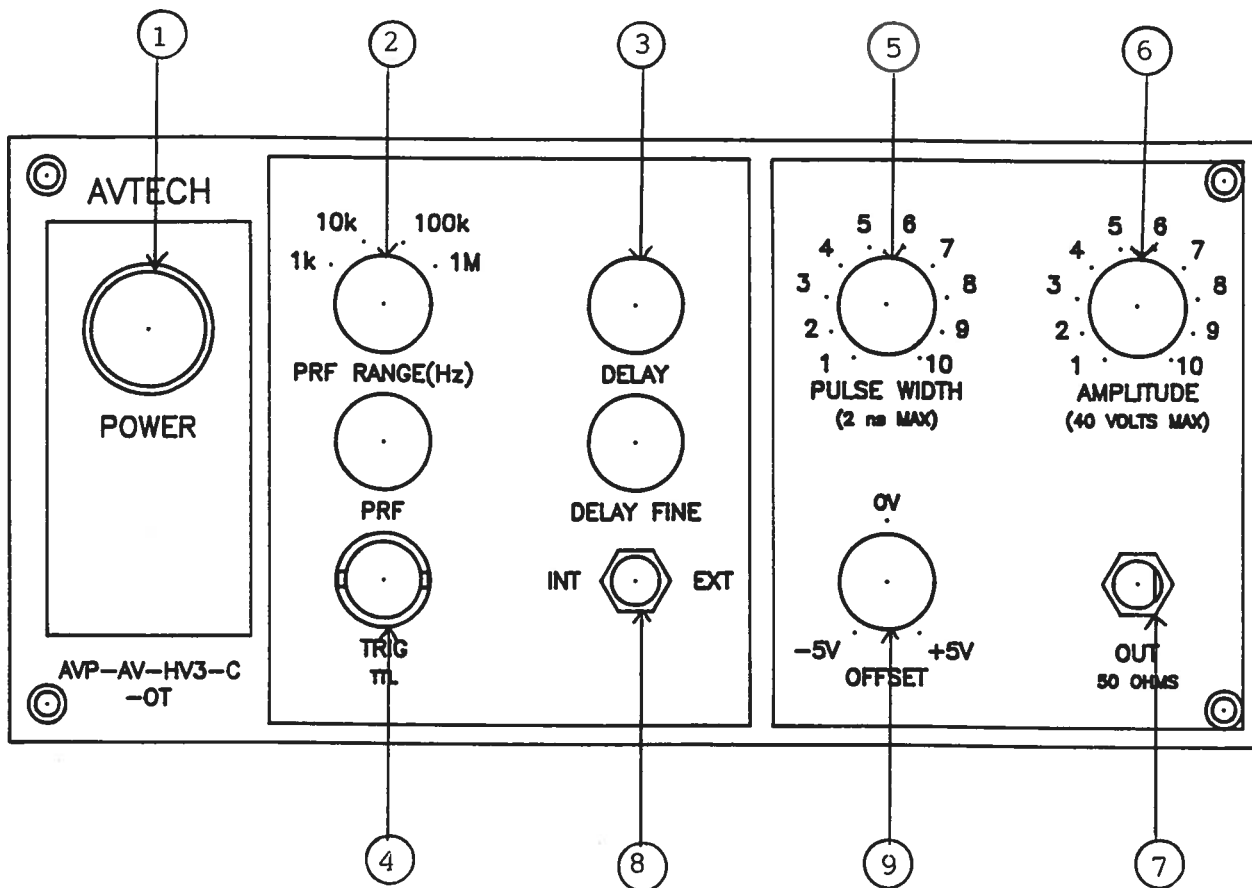 1 2 3 5 6
AVTECH
POWER
AVP-AV-HV3-C
-OT
10k 100k
1k 1M
PRF RANGE(Hz)
PRF
TRIG
TTL
DELAY
DELAY FINE
INT EXT
5 6
4 7
3 8
2 9
1 10
PULSE WIDTH
(2 ns MAX)
5 6
4 7
3 8
2 9
1 10
AMPLITUDE
(40 VOLTS MAX)
0V
-5V +5V
OFFSET
OUT
50 OHMS
4 8 9 7